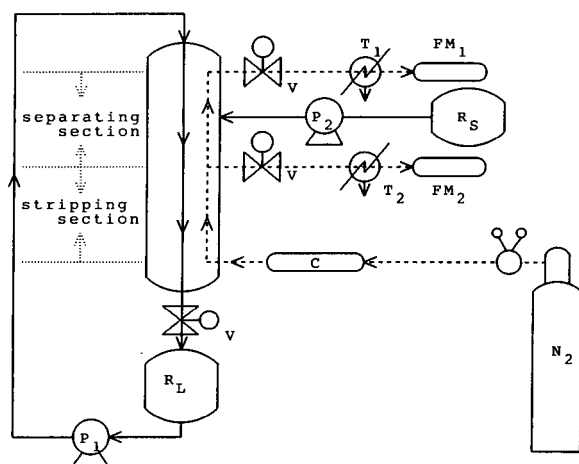 T1
FM1
V
separating
section
P2
RS
V
T2
FM2
stripping
section
C
N2
V
RL
P1